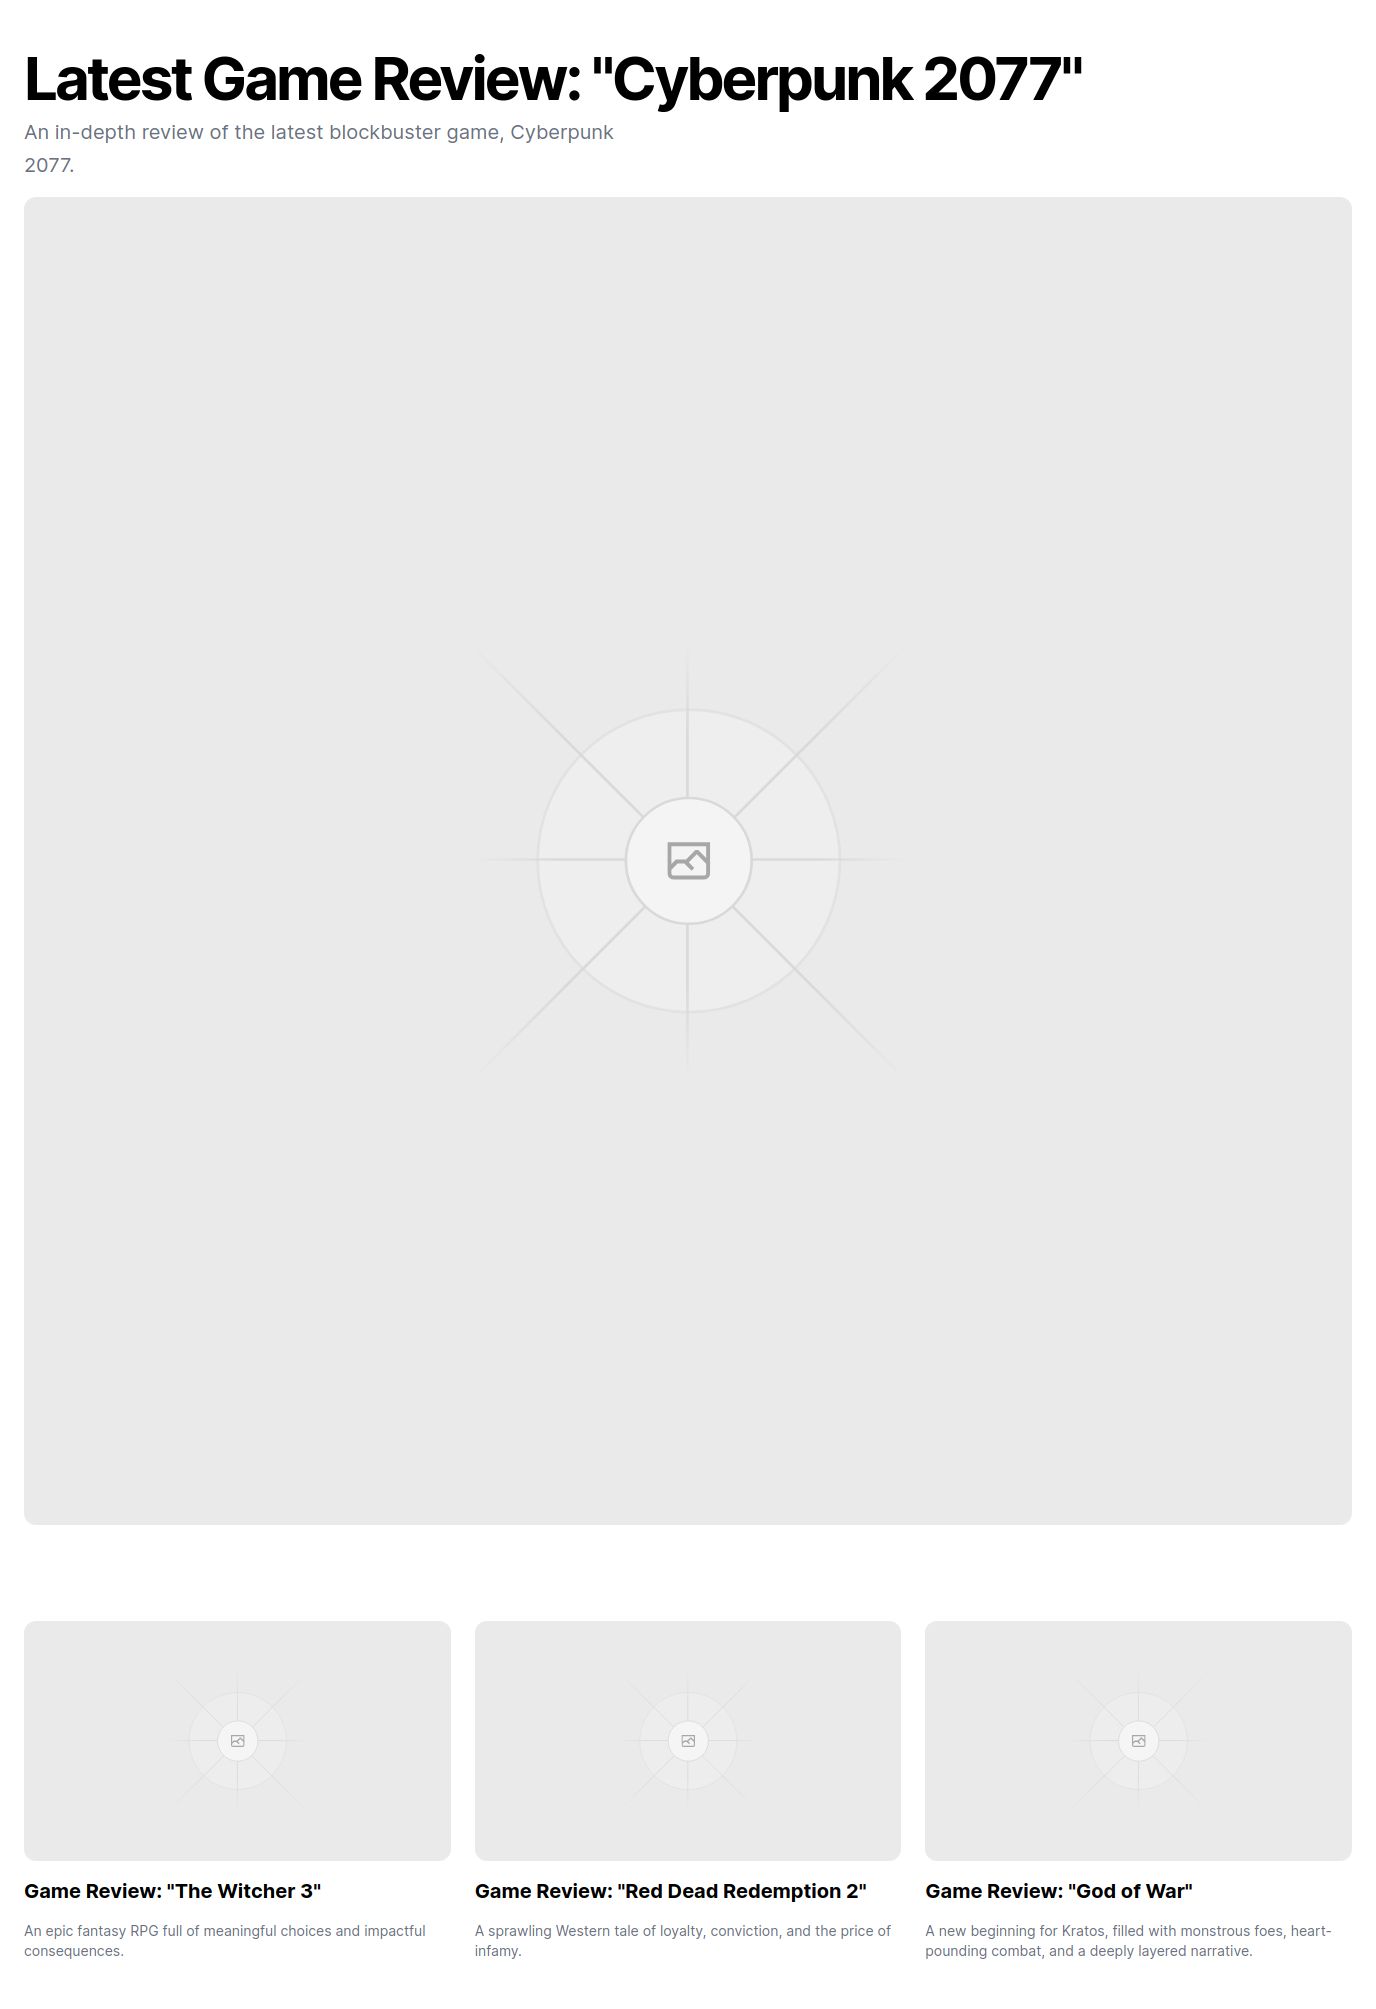 Latest Game Review: "Cyberpunk 2077"
An in-depth review of the latest blockbuster game, Cyberpunk
2077.
Game Review: "The Witcher 3"
An epic fantasy RPG full of meaningful choices and impactful
consequences.
Game Review: "Red Dead Redemption 2"
A sprawling Western tale of loyalty, conviction, and the price of
infamy.
Game Review: "God of War"
A new beginning for Kratos, filled with monstrous foes, heart-
pounding combat, and a deeply layered narrative.